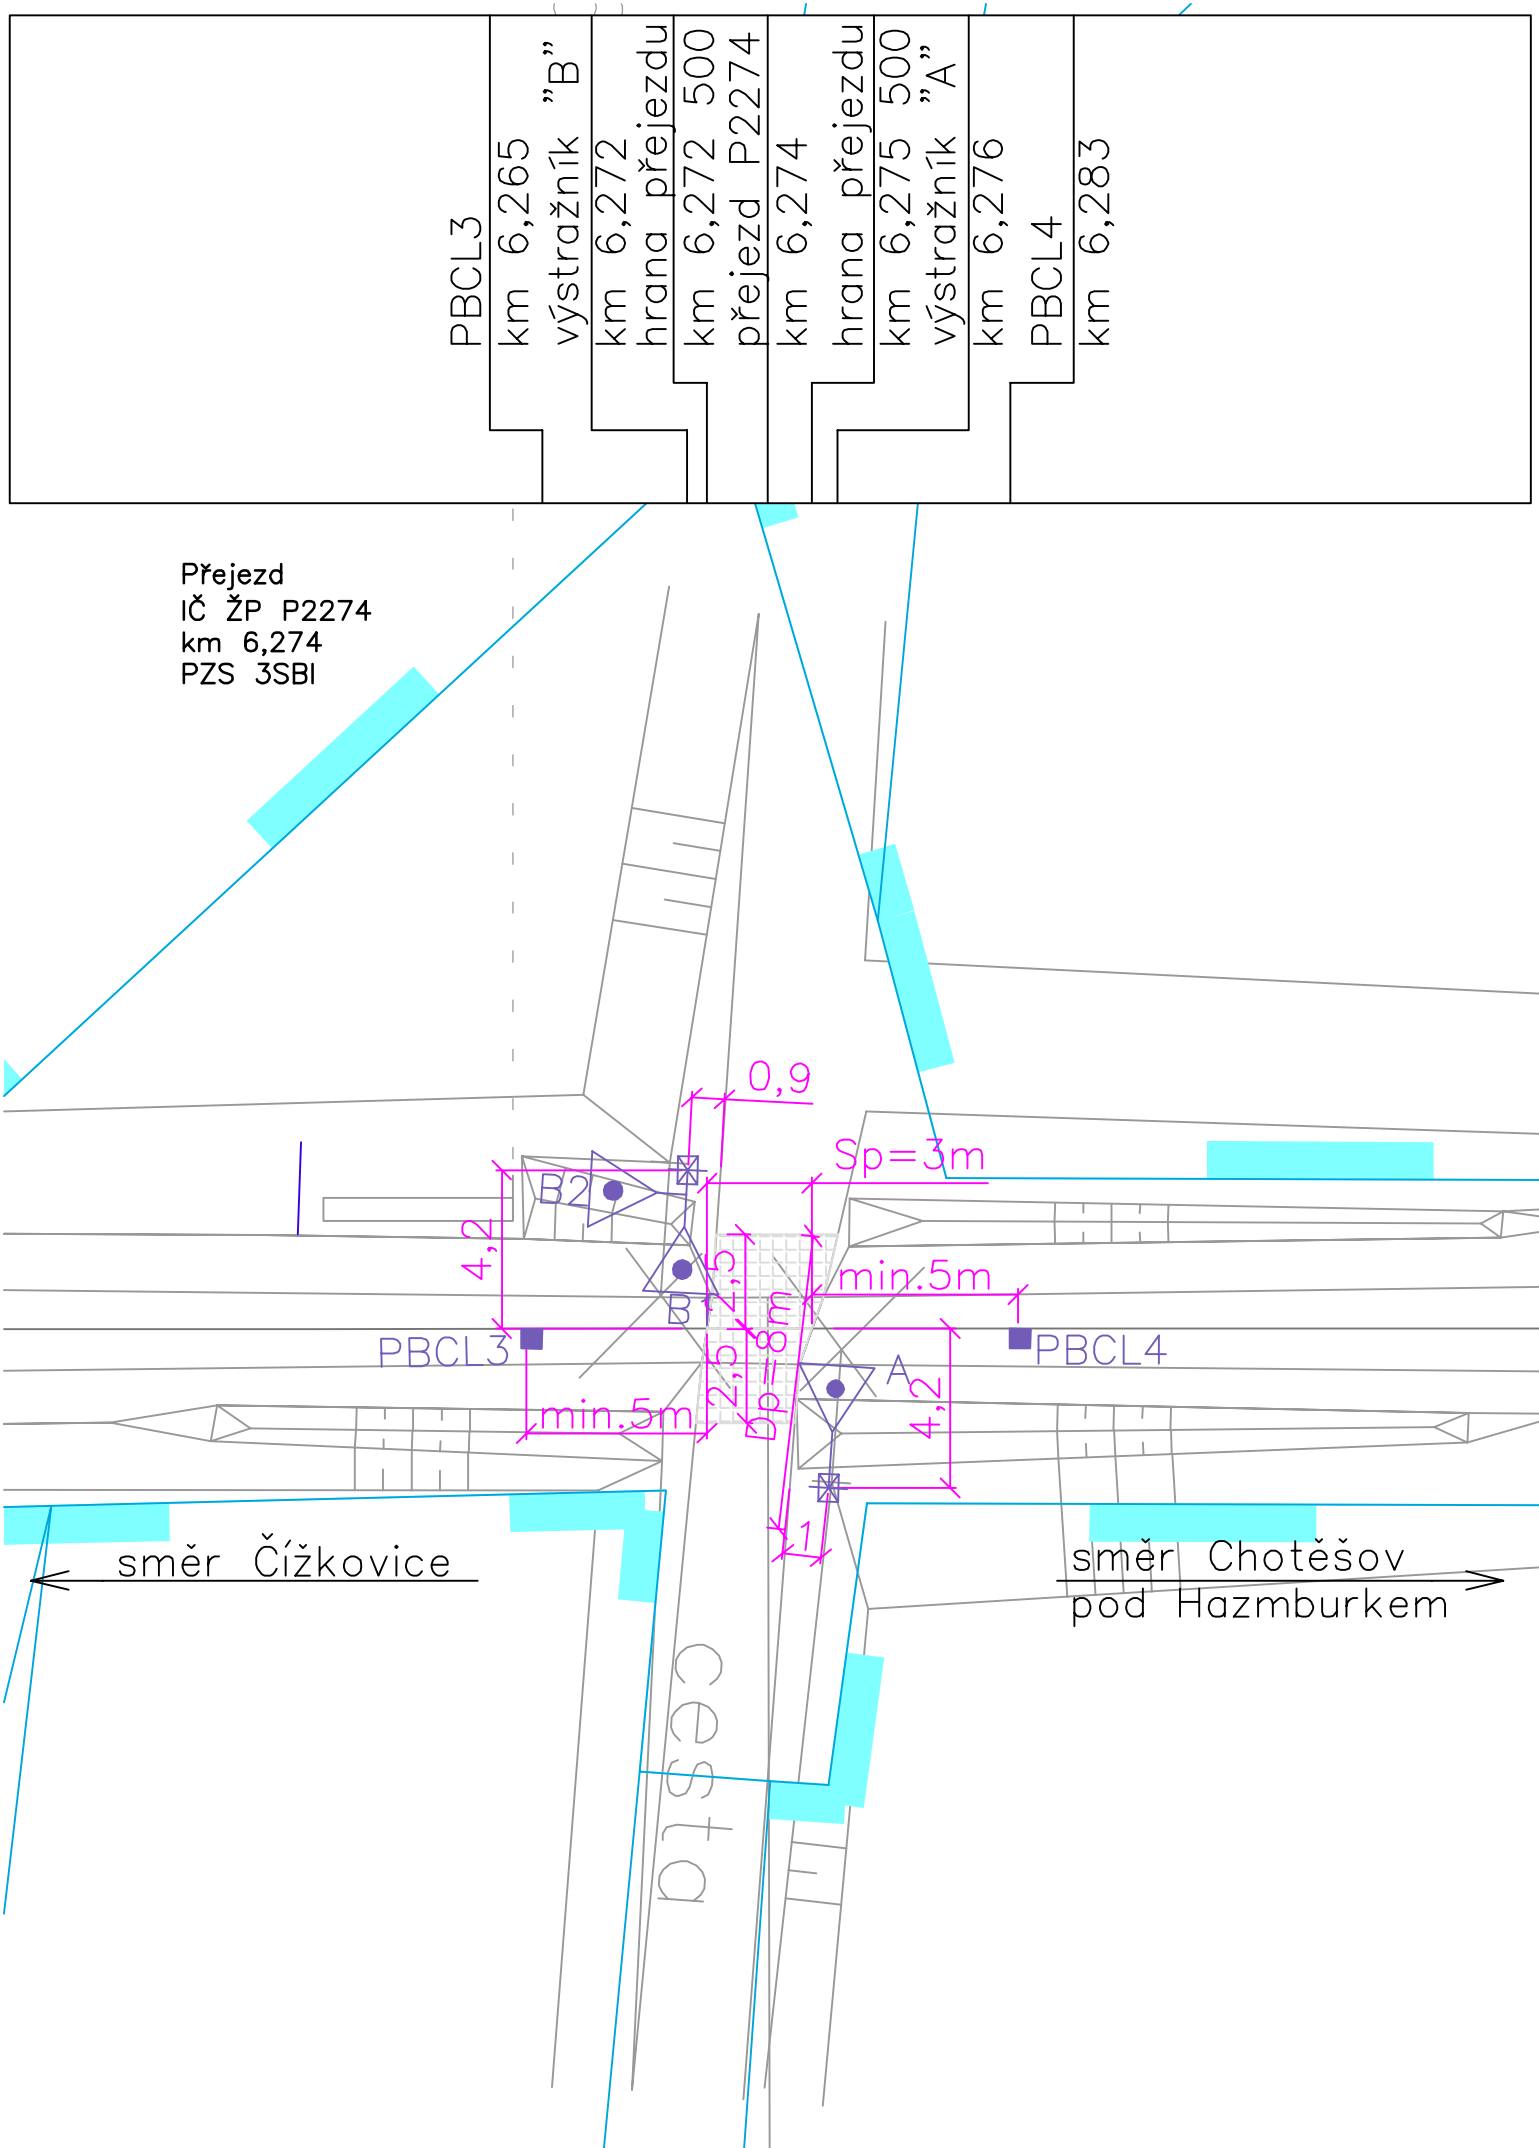 PBCL3
km 6,265
výstražník "B"
km 6,272
hrana přejezdu
km 6,272 500
přejezd P2274
km 6,274
hrana přejezdu
km 6,275 500
výstražník "A"
km 6,276
PBCL4
km 6,283
Přejezd
IČ ŽP P2274
km 6,274
PZS 3SBI
0,9
Sp=3m
B2
4,2
2,5
min.5m
B1
PBCL3
PBCL4
2,5
Dp=8m
A
4,2
min.5m
1
směr Čížkovice
směr Chotěšov
pod Hazmburkem
cesta